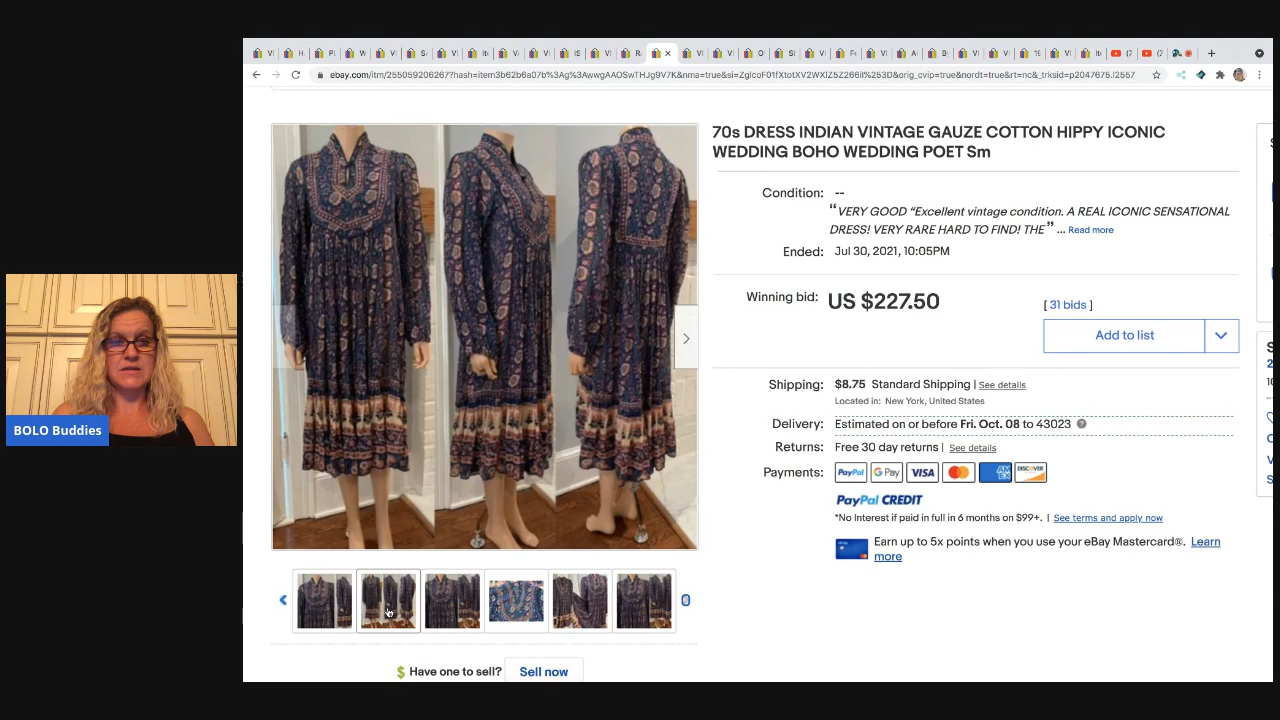 ebay.com/itm/255059206267?hash=item3b62b6a07b%3Ag%3AwwgAAOSwTHJg9V7K&nma=true&si=ZglcoF01fXtotXV2WXlZ5Z266iI%253D&orig_cvip=true&nordt=true&rt=nc&_trksid=p2047675.l2557
70s DRESS INDIAN VINTAGE GAUZE COTTON HIPPY ICONIC
WEDDING BOHO WEDDING POET Sm
Condition: --
“VERY GOOD “Excellent vintage condition. A REAL ICONIC SENSATIONAL
DRESS! VERY RARE HARD TO FIND! THE” ... Read more
Ended: Jul 30, 2021, 10:05PM
Winning bid: US $227.50 [ 31 bids ]
Add to list
Shipping: $8.75 Standard Shipping | See details
Located in: New York, United States
Delivery: Estimated on or before Fri. Oct. 08 to 43023
Returns: Free 30 day returns | See details
Payments: PayPal G Pay VISA AM EX DISCOVER
PayPal CREDIT
*No Interest if paid in full in 6 months on $99+. | See terms and apply now
Earn up to 5x points when you use your eBay Mastercard®. Learn
more
$ Have one to sell? Sell now
BOLO Buddies